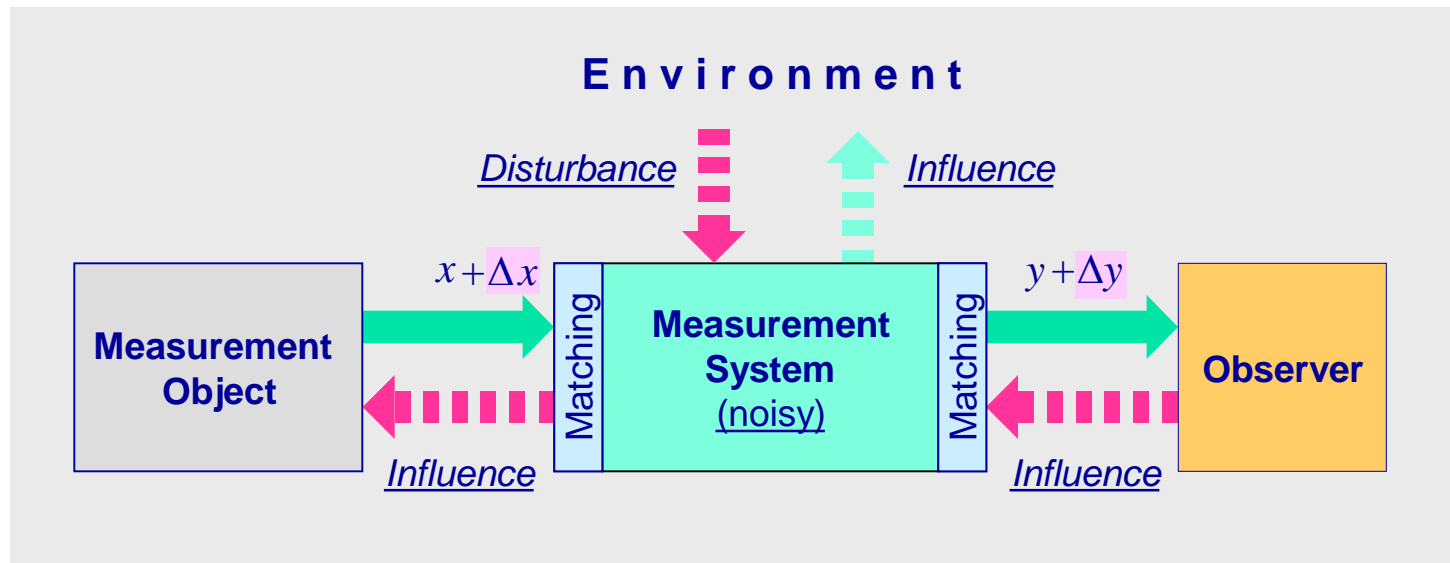 Environment
Disturbance
Influence
x+Δx
y+Δy
Measurement
Object
Matching
Measurement
System
(noisy)
Matching
Observer
Influence
Influence